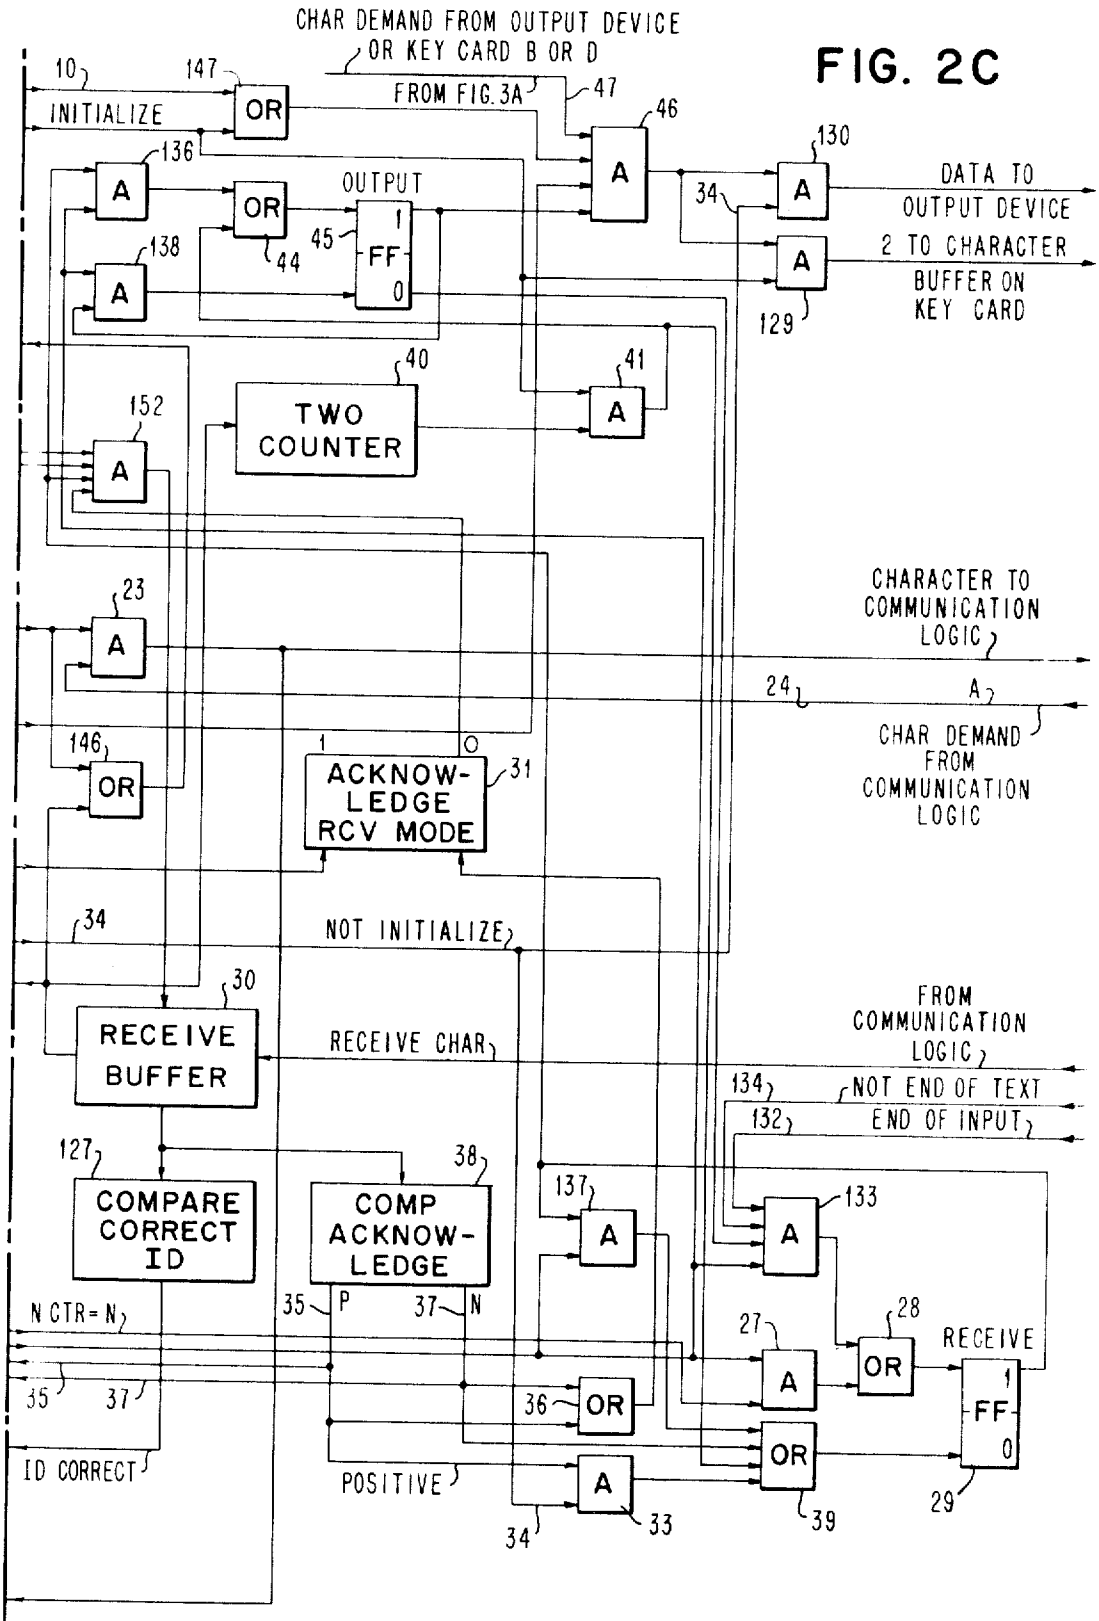 CHAR DEMAND FROM OUTPUT DEVICE
OR KEY CARD B OR D
FIG. 2C
10
147
FROM FIG. 3A
47
46
INITIALIZE
OR
A
130
136
A
OUTPUT
34
A
DATA TO
OUTPUT DEVICE
OR
44
45
1
FF
0
138
A
A
129
2 TO CHARACTER
BUFFER ON
KEY CARD
40
TWO
COUNTER
41
A
152
A
23
A
CHARACTER TO
COMMUNICATION
LOGIC
24
A
CHAR DEMAND
FROM
COMMUNICATION
LOGIC
146
OR
1
0
ACKNOW-
LEDGE
RCV MODE
31
34
NOT INITIALIZE
30
RECEIVE
BUFFER
RECEIVE CHAR
FROM
COMMUNICATION
LOGIC
134
NOT END OF TEXT
132
END OF INPUT
127
COMPARE
CORRECT
ID
38
COMP
ACKNOW-
LEDGE
137
A
133
A
35
P
37
N
N CTR = N
27
A
28
OR
RECEIVE
1
FF
0
29
35
37
36
OR
OR
39
ID CORRECT
POSITIVE
A
33
34